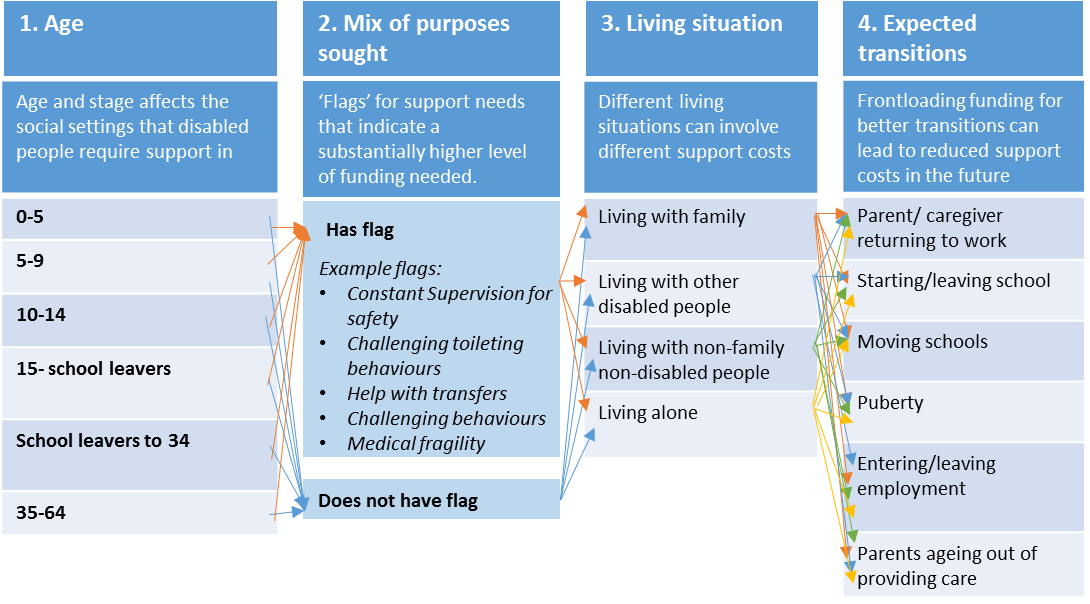 1. Age
Age and stage affects the
social settings that disabled
people require support in
0-5
5-9
10-14
15- school leavers
School leavers to 34
35-64
2. Mix of purposes
sought
‘Flags’ for support needs
that indicate a
substantially higher level
of funding needed.
Has flag
Example flags:
• Constant Supervision for
safety
• Challenging toileting
behaviours
• Help with transfers
• Challenging behaviours
• Medical fragility
Does not have flag
3. Living situation
Different living
situations can involve
different support costs
Living with family
Living with other
disabled people
Living with non-family
non-disabled people
Living alone
4. Expected
transitions
Frontloading funding for
better transitions can
lead to reduced support
costs in the future
Parent/ caregiver
returning to work
Starting/leaving school
Moving schools
Puberty
Entering/leaving
employment
Parents ageing out of
providing care